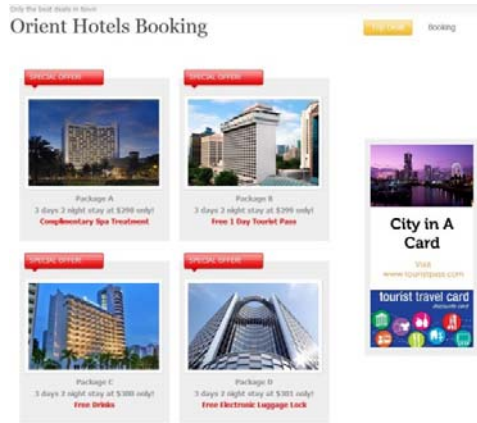 Only the best deals in town
Orient Hotels Booking
Top Deals
Booking
SPECIAL OFFER!
SPECIAL OFFER!
Package A
3 days 2 night stay at $298 only!
Complimentary Spa Treatment
Package B
3 days 2 night stay at $299 only!
Free 1 Day Tourist Pass
SPECIAL OFFER!
SPECIAL OFFER!
Package C
3 days 2 night stay at $300 only!
Free Drinks
Package D
3 days 2 night stay at $301 only!
Free Electronic Luggage Lock
City in A
Card
Visit
www.touristpass.com
tourist travel card
discounts card